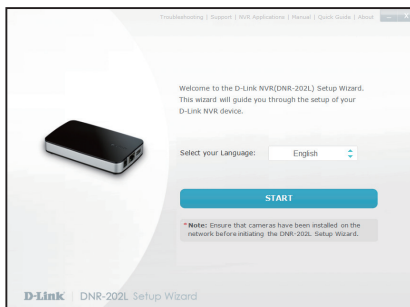 Troubleshooting | Support | NVR Applications | Manual | Quick Guide | About
Welcome to the D-Link NVR(DNR-202L) Setup Wizard.
This wizard will guide you through the setup of your
D-Link NVR device.
Select your Language: English
START
*Note: Ensure that cameras have been installed on the
network before initiating the DNR-202L Setup Wizard.
D-Link | DNR-202L Setup Wizard